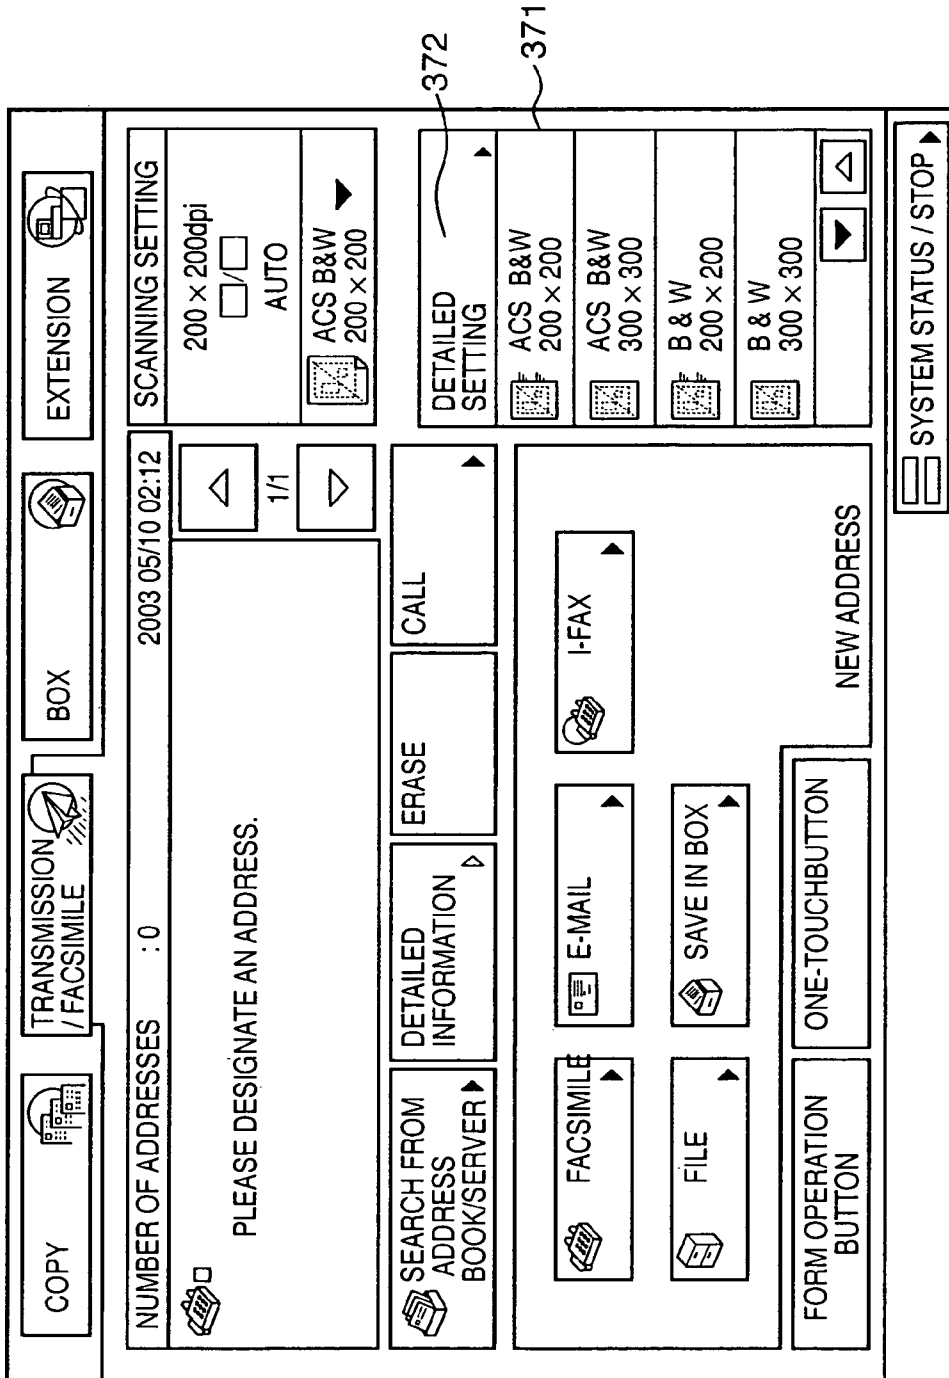 COPY
TRANSMISSION
/ FACSIMILE
BOX
EXTENSION
NUMBER OF ADDRESSES : 0 2003 05/10 02:12
PLEASE DESIGNATE AN ADDRESS.
1/1
SCANNING SETTING
200 × 200dpi
□/□
AUTO
ACS B&W
200 × 200
SEARCH FROM
ADDRESS
BOOK/SERVER
DETAILED
INFORMATION
ERASE
CALL
DETAILED
SETTING
372
ACS B&W
200 × 200
371
ACS B&W
300 × 300
B & W
200 × 200
B & W
300 × 300
FACSIMILE
E-MAIL
I-FAX
FILE
SAVE IN BOX
FORM OPERATION
BUTTON
ONE-TOUCHBUTTON
NEW ADDRESS
SYSTEM STATUS / STOP